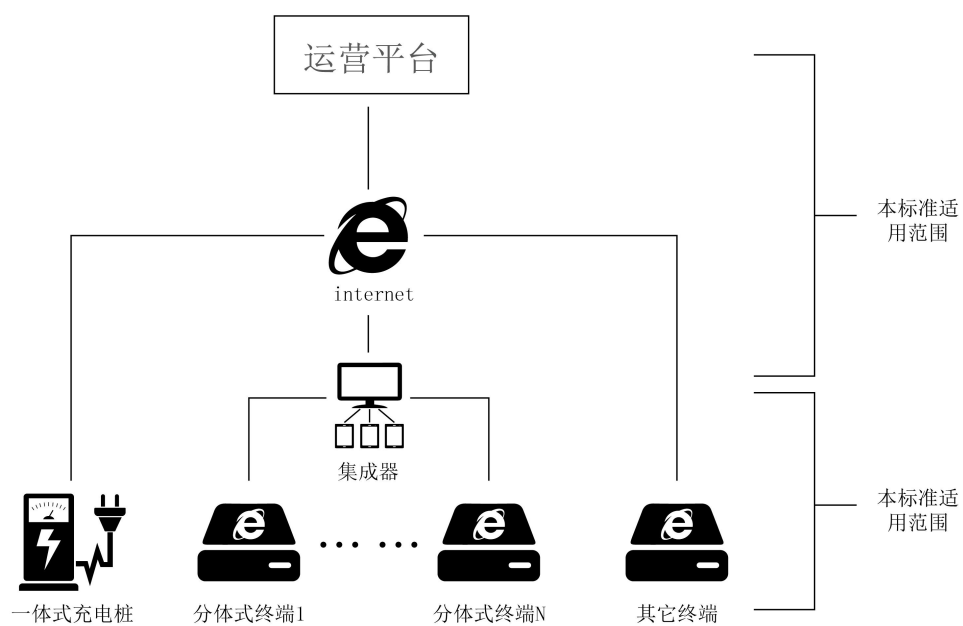 运营平台
internet
本标准适
用范围
集成器
本标准适
用范围
一体式充电桩
分体式终端1
分体式终端N
其它终端